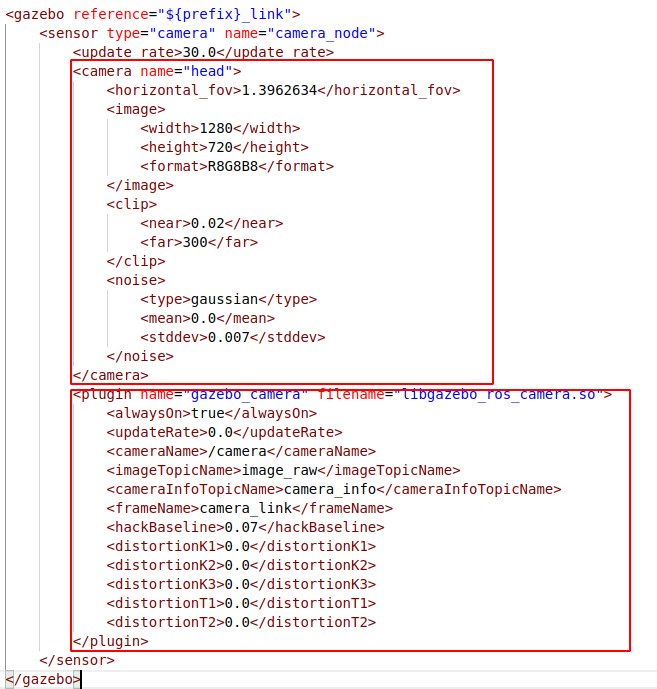 <gazebo reference="${prefix}_link">
<sensor type="camera" name="camera_node">
<update_rate>30.0</update_rate>
<camera name="head">
<horizontal_fov>1.3962634</horizontal_fov>
<image>
<width>1280</width>
<height>720</height>
<format>R8G8B8</format>
</image>
<clip>
<near>0.02</near>
<far>300</far>
</clip>
<noise>
<type>gaussian</type>
<mean>0.0</mean>
<stddev>0.007</stddev>
</noise>
</camera>
<plugin name="gazebo_camera" filename="libgazebo_ros_camera.so">
<alwaysOn>true</alwaysOn>
<updateRate>0.0</updateRate>
<cameraName>/camera</cameraName>
<imageTopicName>image_raw</imageTopicName>
<cameraInfoTopicName>camera_info</cameraInfoTopicName>
<frameName>camera_link</frameName>
<hackBaseline>0.07</hackBaseline>
<distortionK1>0.0</distortionK1>
<distortionK2>0.0</distortionK2>
<distortionK3>0.0</distortionK3>
<distortionT1>0.0</distortionT1>
<distortionT2>0.0</distortionT2>
</plugin>
</sensor>
</gazebo>